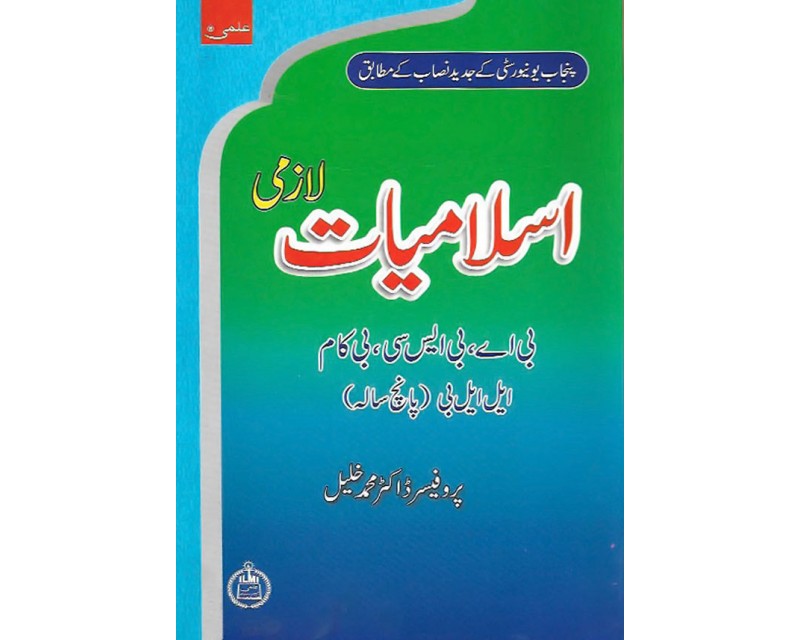 علمی
پنجاب یونیورسٹی کے جدید نصاب کے مطابق
لازمی
اسلامیات
بی اے، بی ایس سی، بی کام
ایل ایل بی (پانچ سالہ)
پروفیسر ڈاکٹر محمد خلیل
ILMI